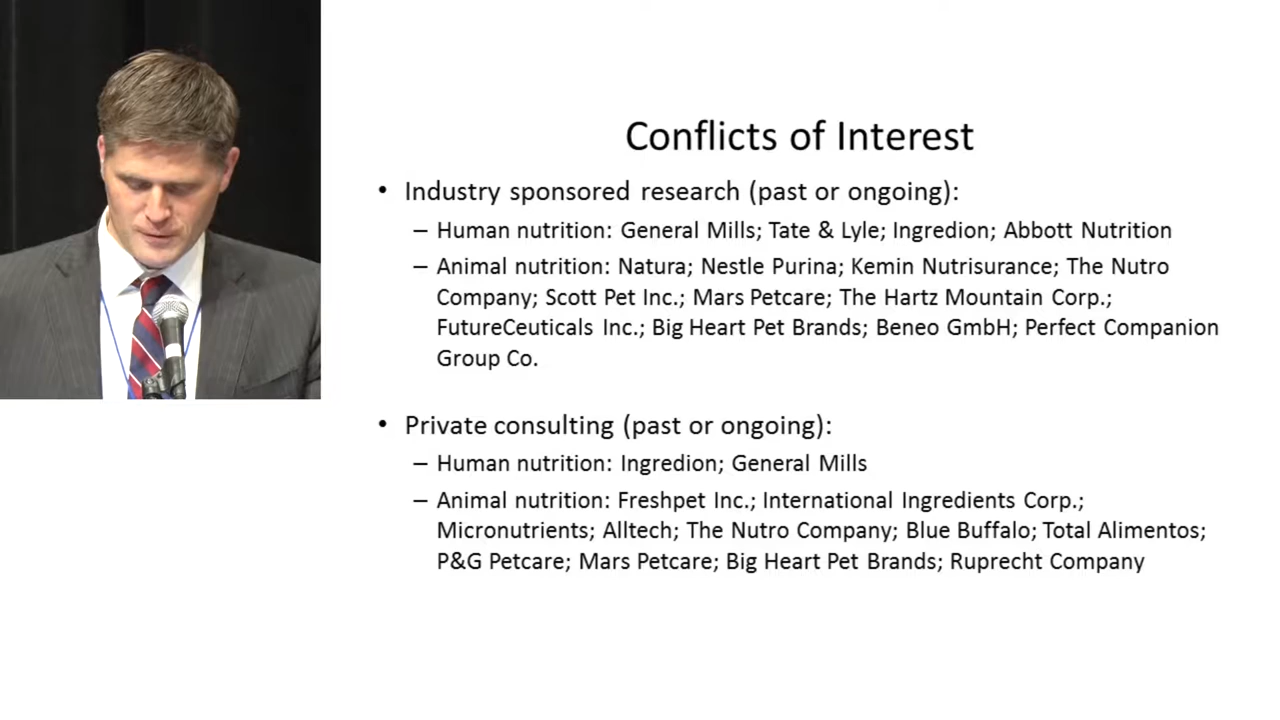 Conflicts of Interest
• Industry sponsored research (past or ongoing):
– Human nutrition: General Mills; Tate & Lyle; Ingredion; Abbott Nutrition
– Animal nutrition: Natura; Nestle Purina; Kemin Nutrisurance; The Nutro
Company; Scott Pet Inc.; Mars Petcare; The Hartz Mountain Corp.;
FutureCeuticals Inc.; Big Heart Pet Brands; Beneo GmbH; Perfect Companion
Group Co.
• Private consulting (past or ongoing):
– Human nutrition: Ingredion; General Mills
– Animal nutrition: Freshpet Inc.; International Ingredients Corp.;
Micronutrients; Alltech; The Nutro Company; Blue Buffalo; Total Alimentos;
P&G Petcare; Mars Petcare; Big Heart Pet Brands; Ruprecht Company